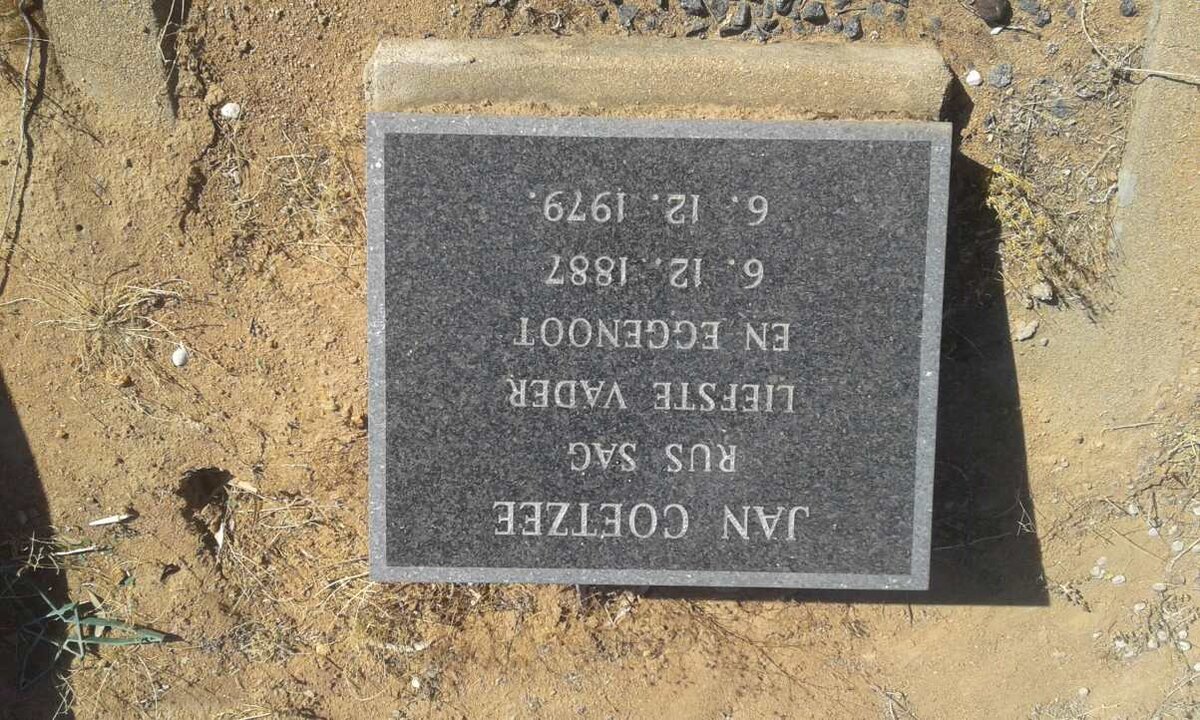 JAN COETZEE
RUS SAG
LIEFSTE VADER
EN EGGENOOT
6. 12. 1887
6. 12. 1979.